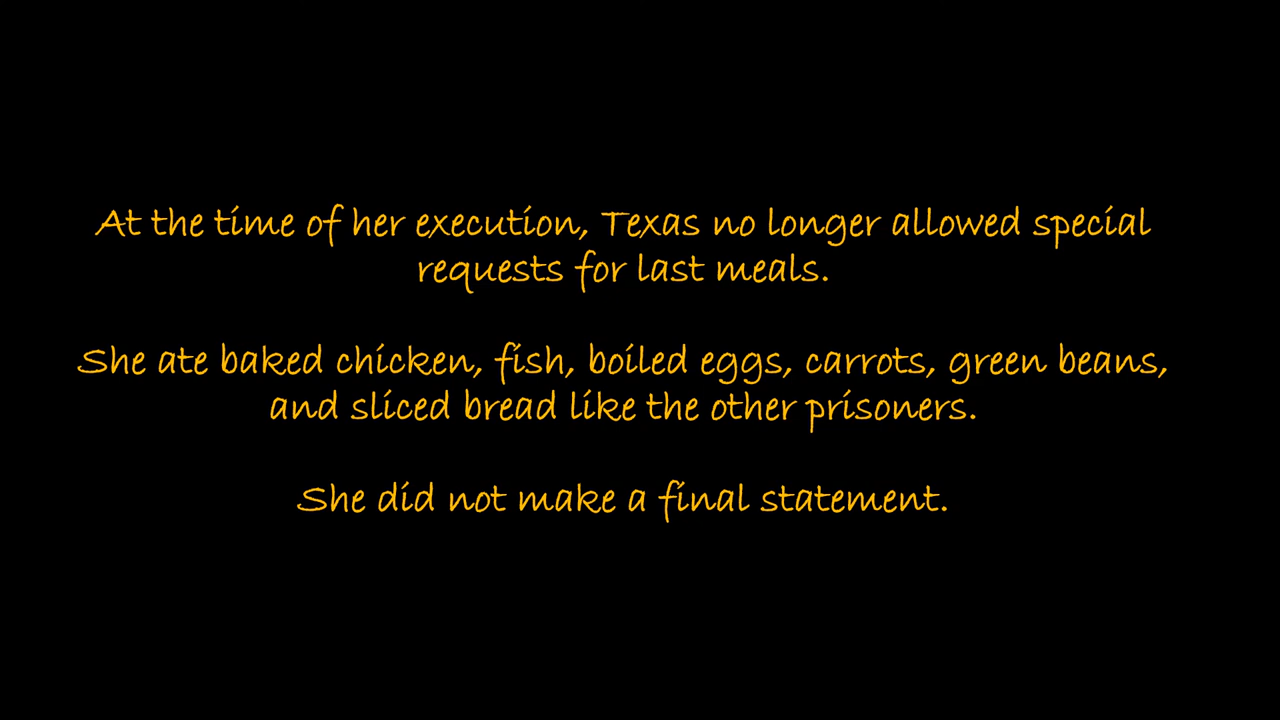 At the time of her execution, Texas no longer allowed special
requests for last meals.
She ate baked chicken, fish, boiled eggs, carrots, green beans,
and sliced bread like the other prisoners.
She did not make a final statement.